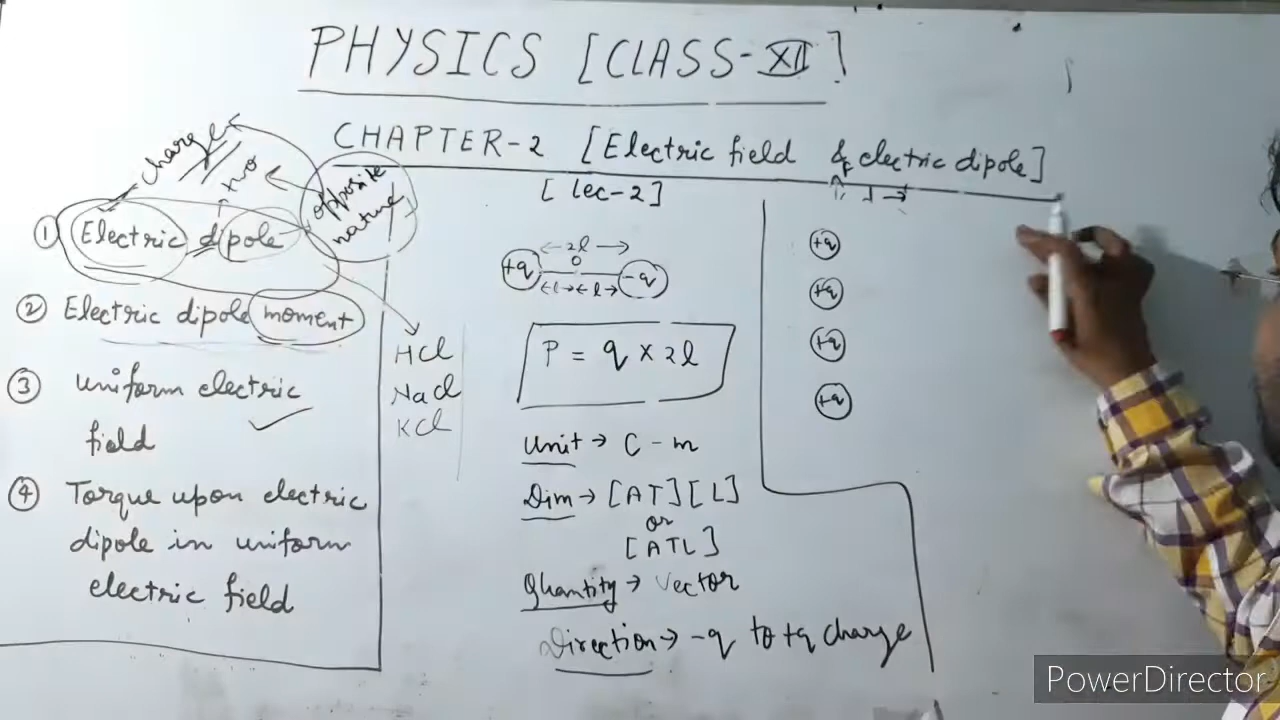 PHYSICS [CLASS-XII]
CHAPTER-2 [Electric field & electric dipole]
[Lec-2]
charge
two
opposite
nature
① Electric dipole
② Electric dipole moment
③ uniform electric
field
④ Torque upon electric
dipole in uniform
electric field
HCl
NaCl
KCl
2l
+q O -q
l l
P = q × 2l
Unit → C-m
Dim → [AT][L]
or
[ATL]
Quantity → Vector
Direction → -q to +q charge
+q
+q
+q
+q
PowerDirector